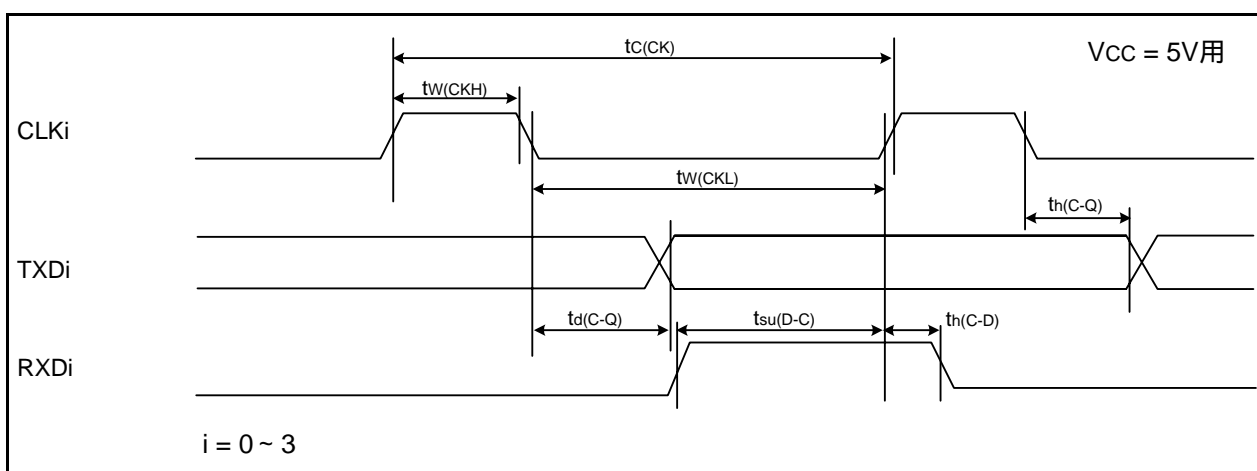 tC(CK)
VCC = 5V用
tW(CKH)
CLKi
tW(CKL)
th(C-Q)
TXDi
td(C-Q)
tsu(D-C)
th(C-D)
RXDi
i = 0 ~ 3